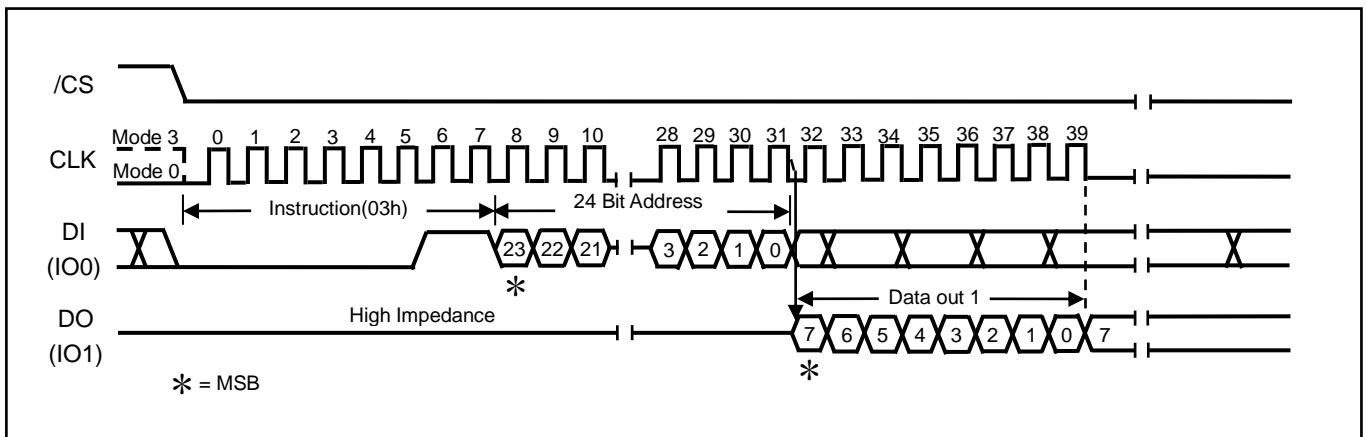 /CS
Mode 3 0 1 2 3 4 5 6 7 8 9 10 28 29 30 31 32 33 34 35 36 37 38 39
CLK
Mode 0
Instruction(03h) 24 Bit Address
DI
(IO0)
23 22 21 3 2 1 0
*
Data out 1
High Impedance
DO
(IO1)
7 6 5 4 3 2 1 0 7
*
* = MSB